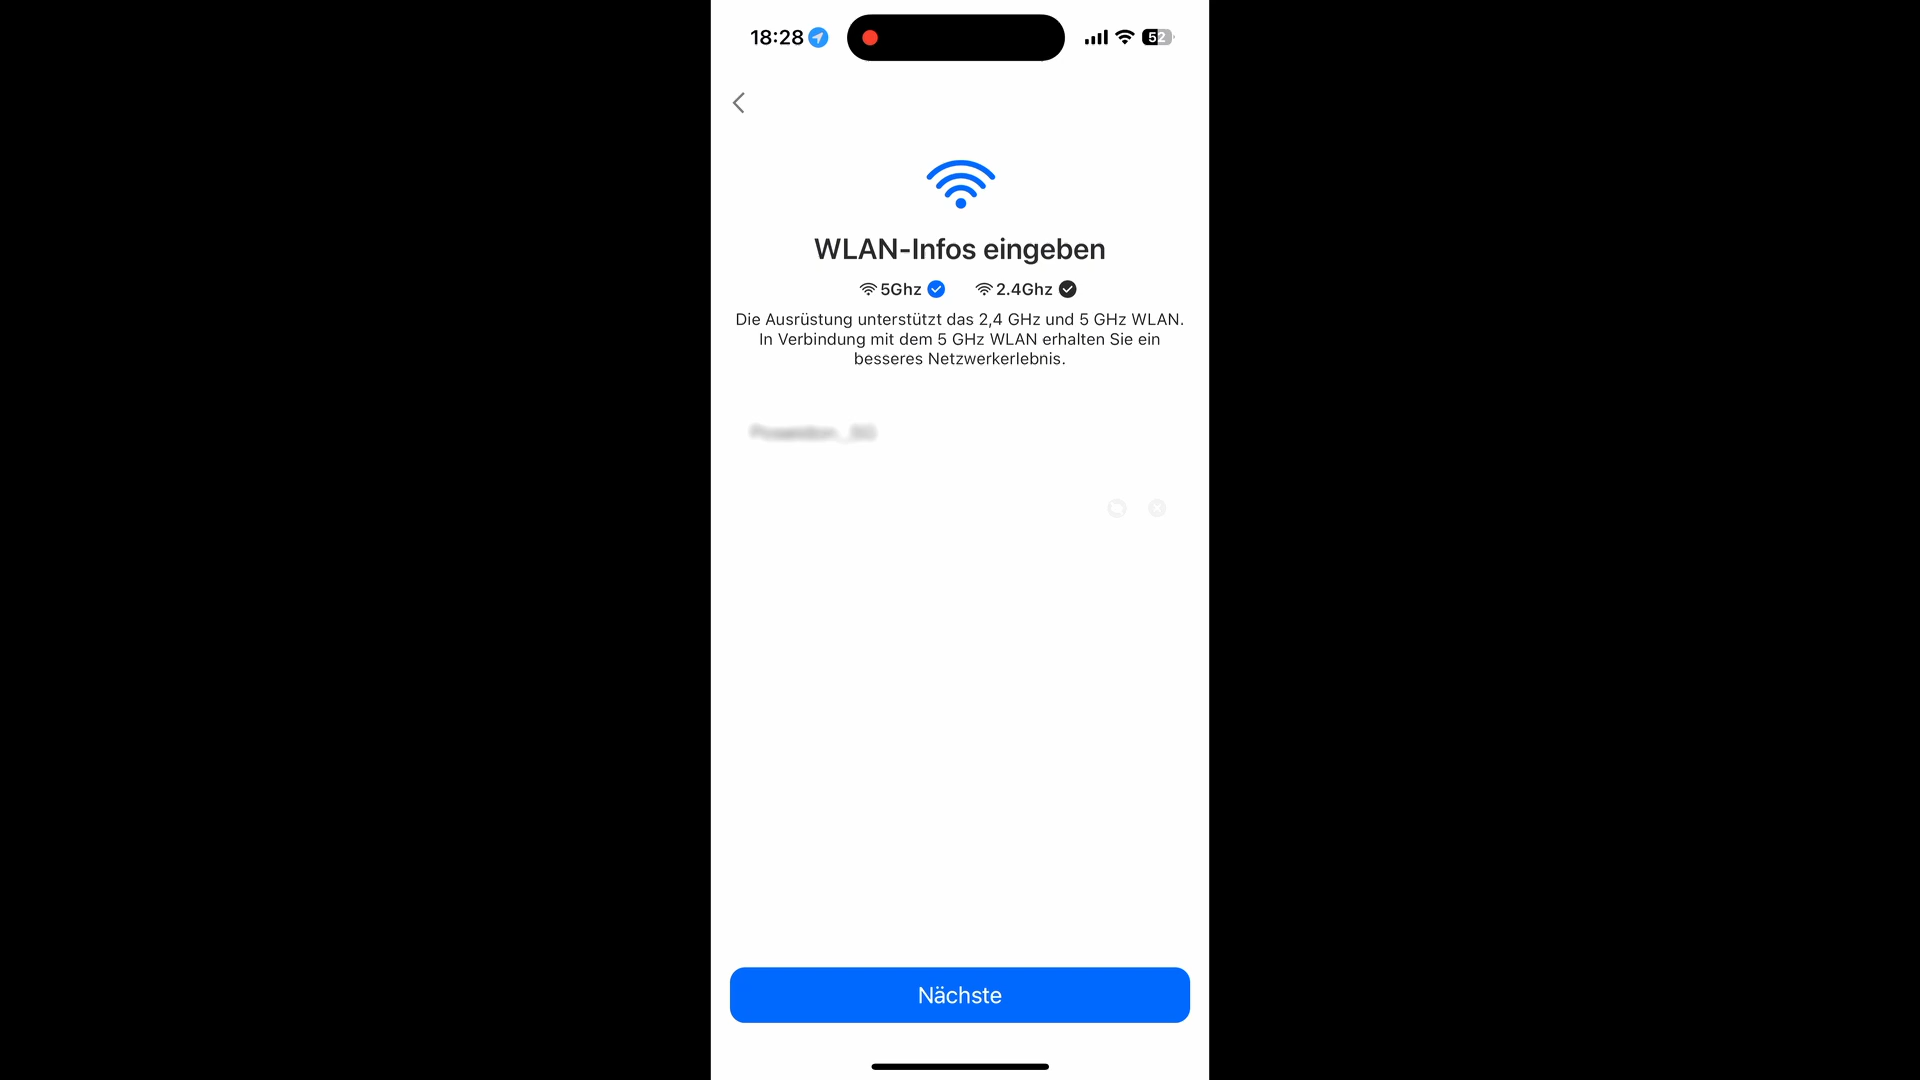 18:28
52
WLAN-Infos eingeben
5Ghz 2.4Ghz
Die Ausrüstung unterstützt das 2,4 GHz und 5 GHz WLAN.
In Verbindung mit dem 5 GHz WLAN erhalten Sie ein
besseres Netzwerkerlebnis.
Nächste